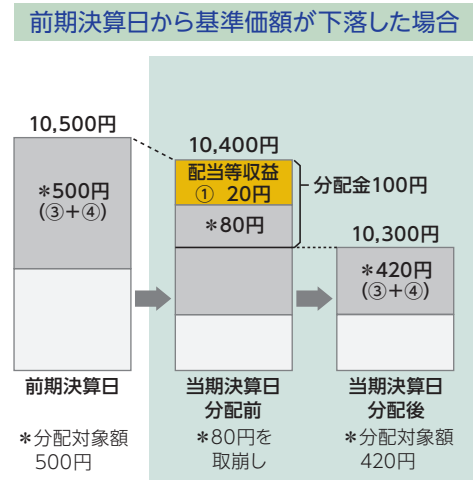 前期決算日から基準価額が下落した場合
10,500円
*500円
(③+④)
前期決算日
*分配対象額
500円
10,400円
配当等収益
① 20円
*80円
分配金100円
当期決算日
分配前
*80円を
取崩し
10,300円
*420円
(③+④)
当期決算日
分配後
*分配対象額
420円